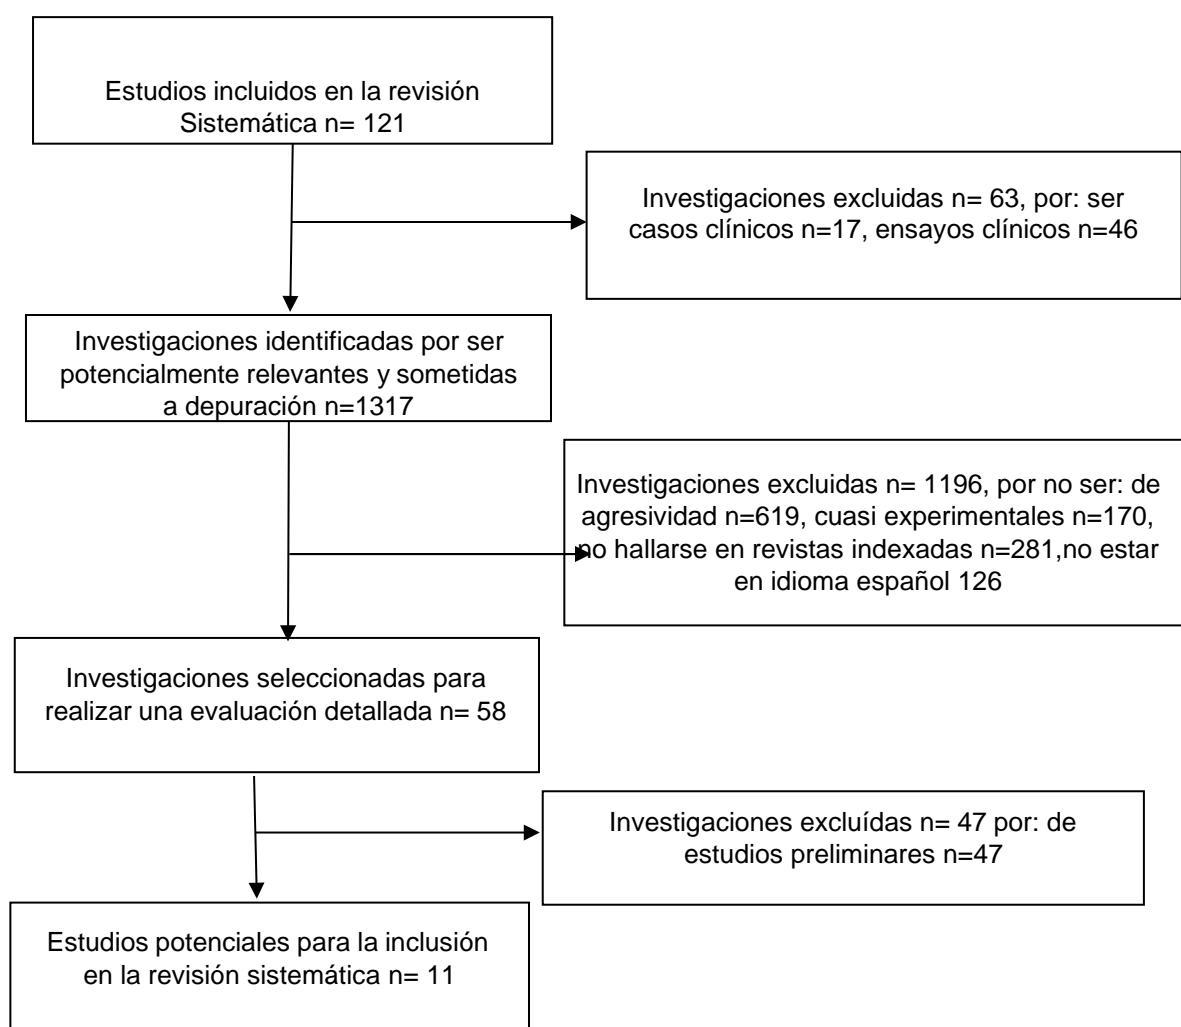 Estudios incluidos en la revisión
Sistemática n= 121
Investigaciones excluidas n= 63, por: ser
casos clínicos n=17, ensayos clínicos n=46
Investigaciones identificadas por ser
potencialmente relevantes y sometidas
a depuración n=1317
Investigaciones excluidas n= 1196, por no ser: de
agresividad n=619, cuasi experimentales n=170,
no hallarse en revistas indexadas n=281,no estar
en idioma español 126
Investigaciones seleccionadas para
realizar una evaluación detallada n= 58
Investigaciones excluídas n= 47 por: de
estudios preliminares n=47
Estudios potenciales para la inclusión
en la revisión sistemática n= 11